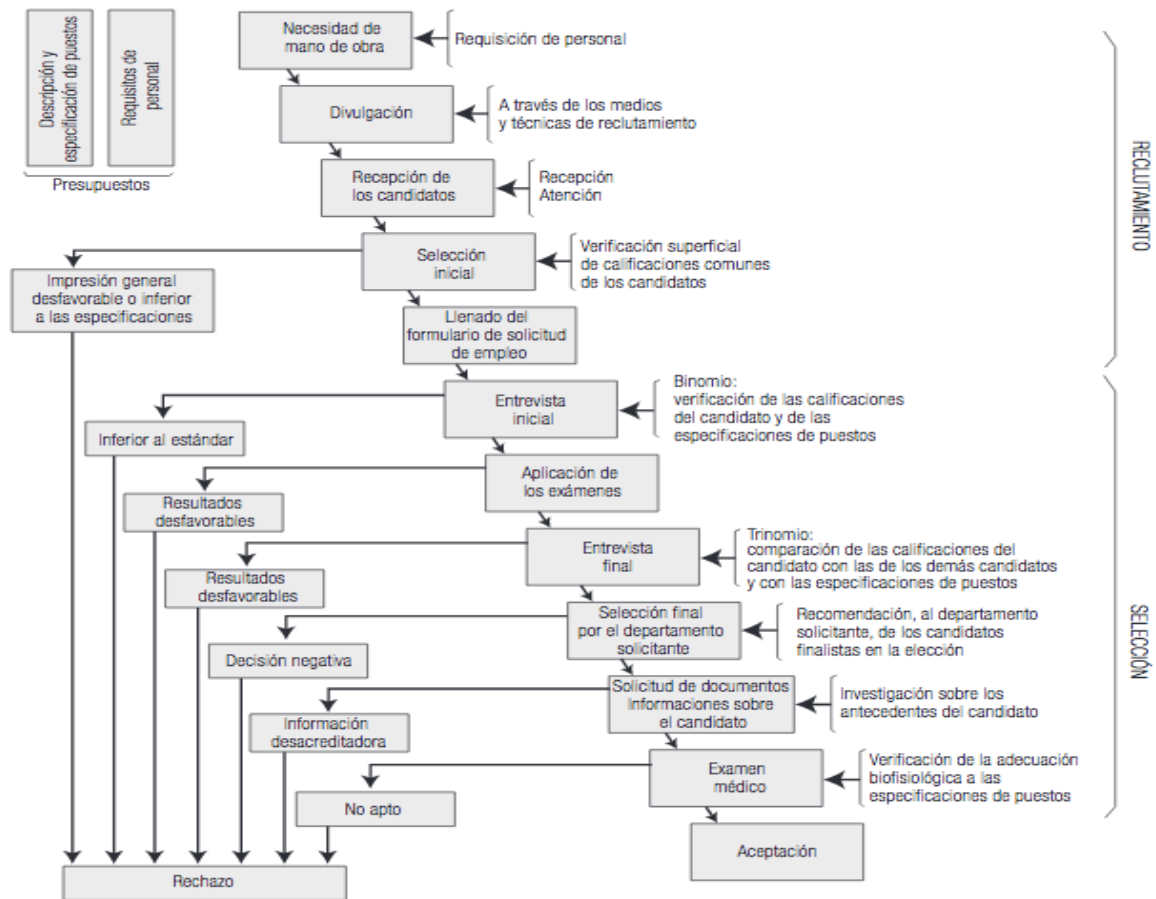 Descripción y
especificación de puestos
Requisitos de
personal
Presupuestos
Necesidad de
mano de obra
Requisición de personal
Divulgación
A través de los medios
y técnicas de reclutamiento
Recepción de
los candidatos
Recepción
Atención
Selección
inicial
Verificación superficial
de calificaciones comunes
de los candidatos
Impresión general
desfavorable o inferior
a las especificaciones
Llenado del
formulario de solicitud
de empleo
RECLUTAMIENTO
Entrevista
inicial
Binomio:
verificación de las calificaciones
del candidato y de las
especificaciones de puestos
Inferior al estándar
Aplicación de
los exámenes
Resultados
desfavorables
Entrevista
final
Trinomio:
comparación de las calificaciones del
candidato con las de los demás candidatos
y con las especificaciones de puestos
Resultados
desfavorables
Selección final
por el departamento
solicitante
Recomendación, al departamento
solicitante, de los candidatos
finalistas en la elección
Decisión negativa
Solicitud de documentos
Informaciones sobre
el candidato
Investigación sobre los
antecedentes del candidato
Información
desacreditadora
Examen
médico
Verificación de la adecuación
biofisiológica a las
especificaciones de puestos
No apto
Aceptación
Rechazo
SELECCIÓN